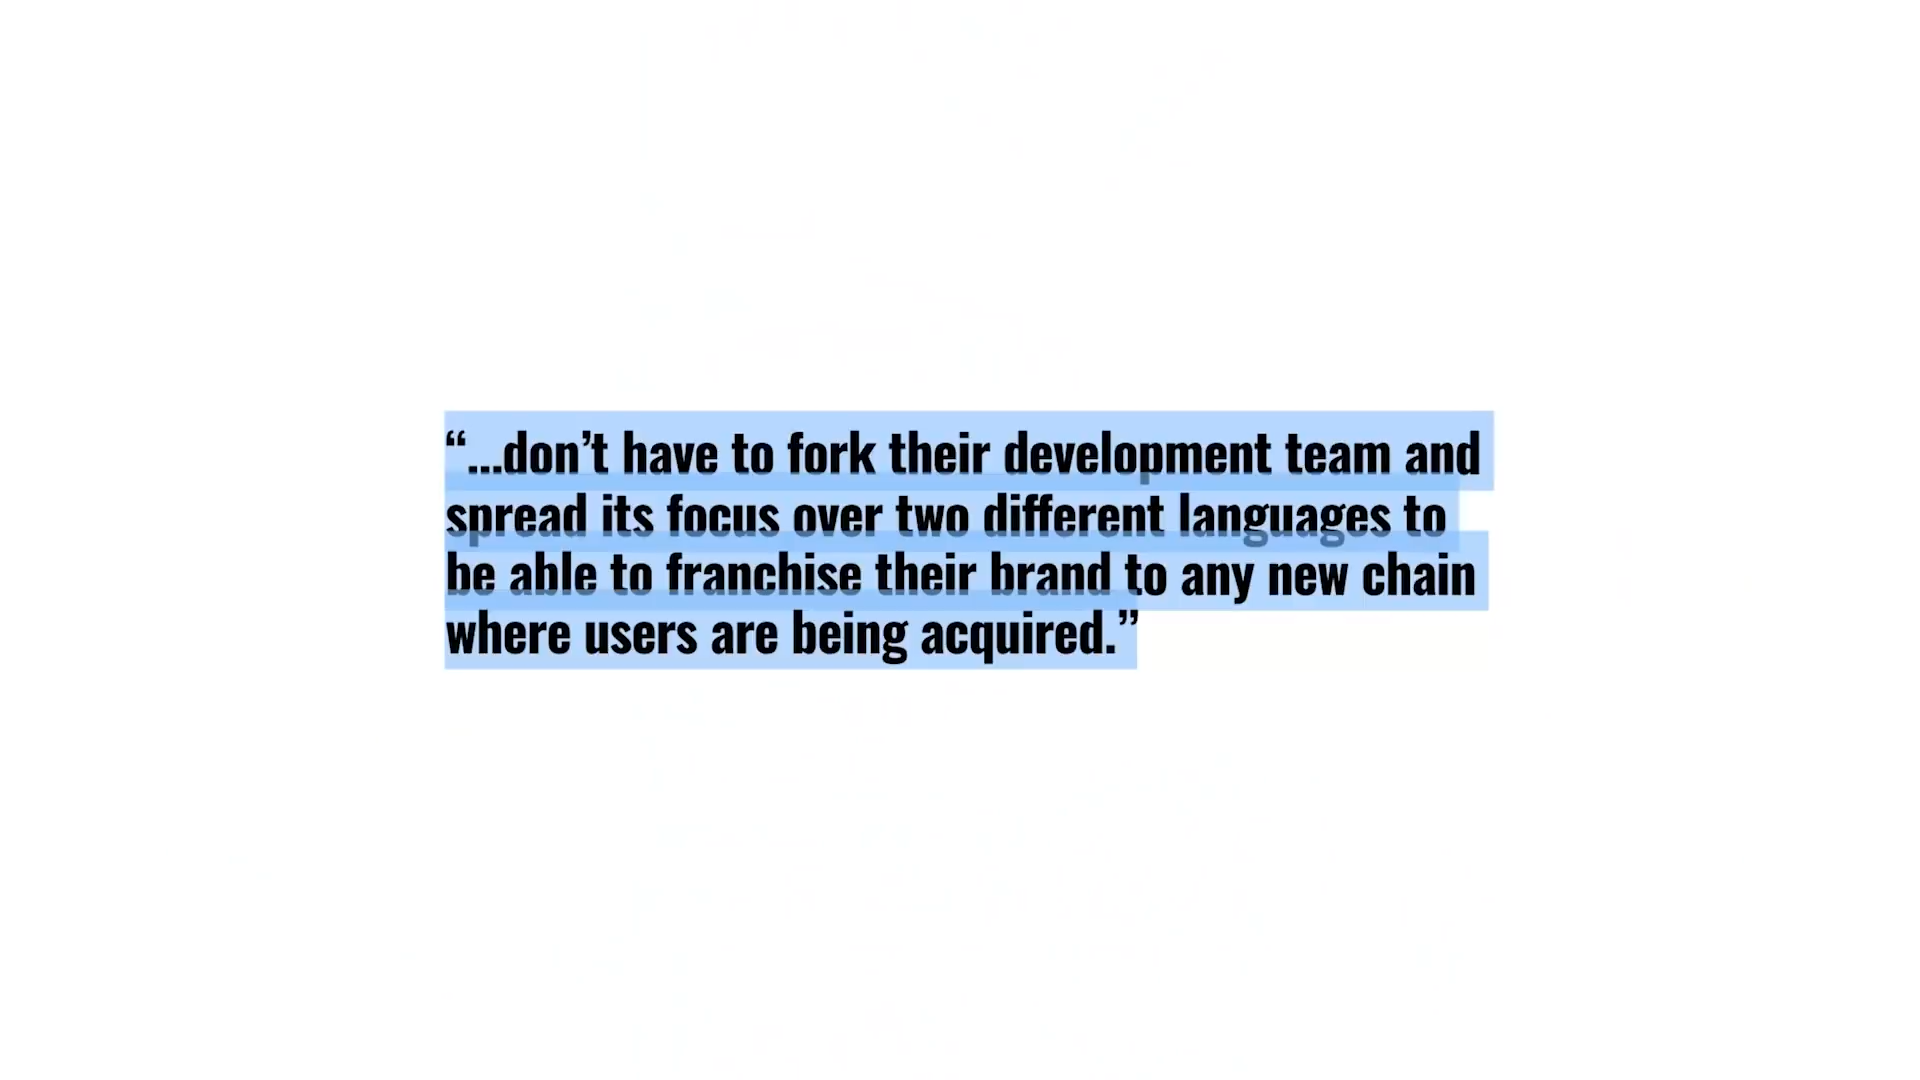 “...don’t have to fork their development team and
spread its focus over two different languages to
be able to franchise their brand to any new chain
where users are being acquired.”